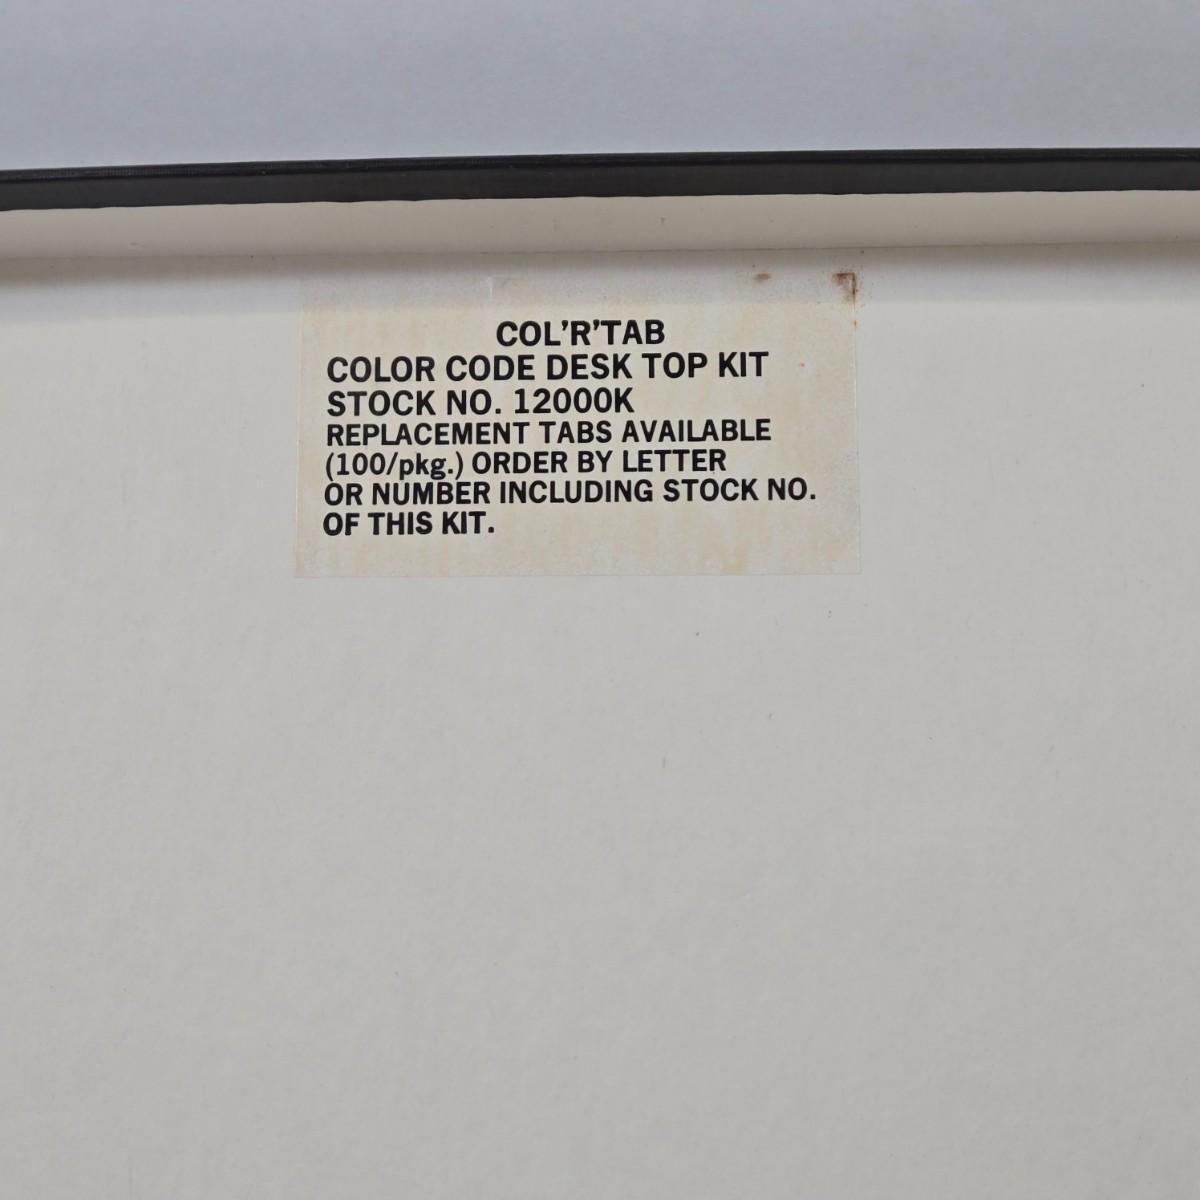 COL'R'TAB
COLOR CODE DESK TOP KIT
STOCK NO. 12000K
REPLACEMENT TABS AVAILABLE
(100/pkg.) ORDER BY LETTER
OR NUMBER INCLUDING STOCK NO.
OF THIS KIT.